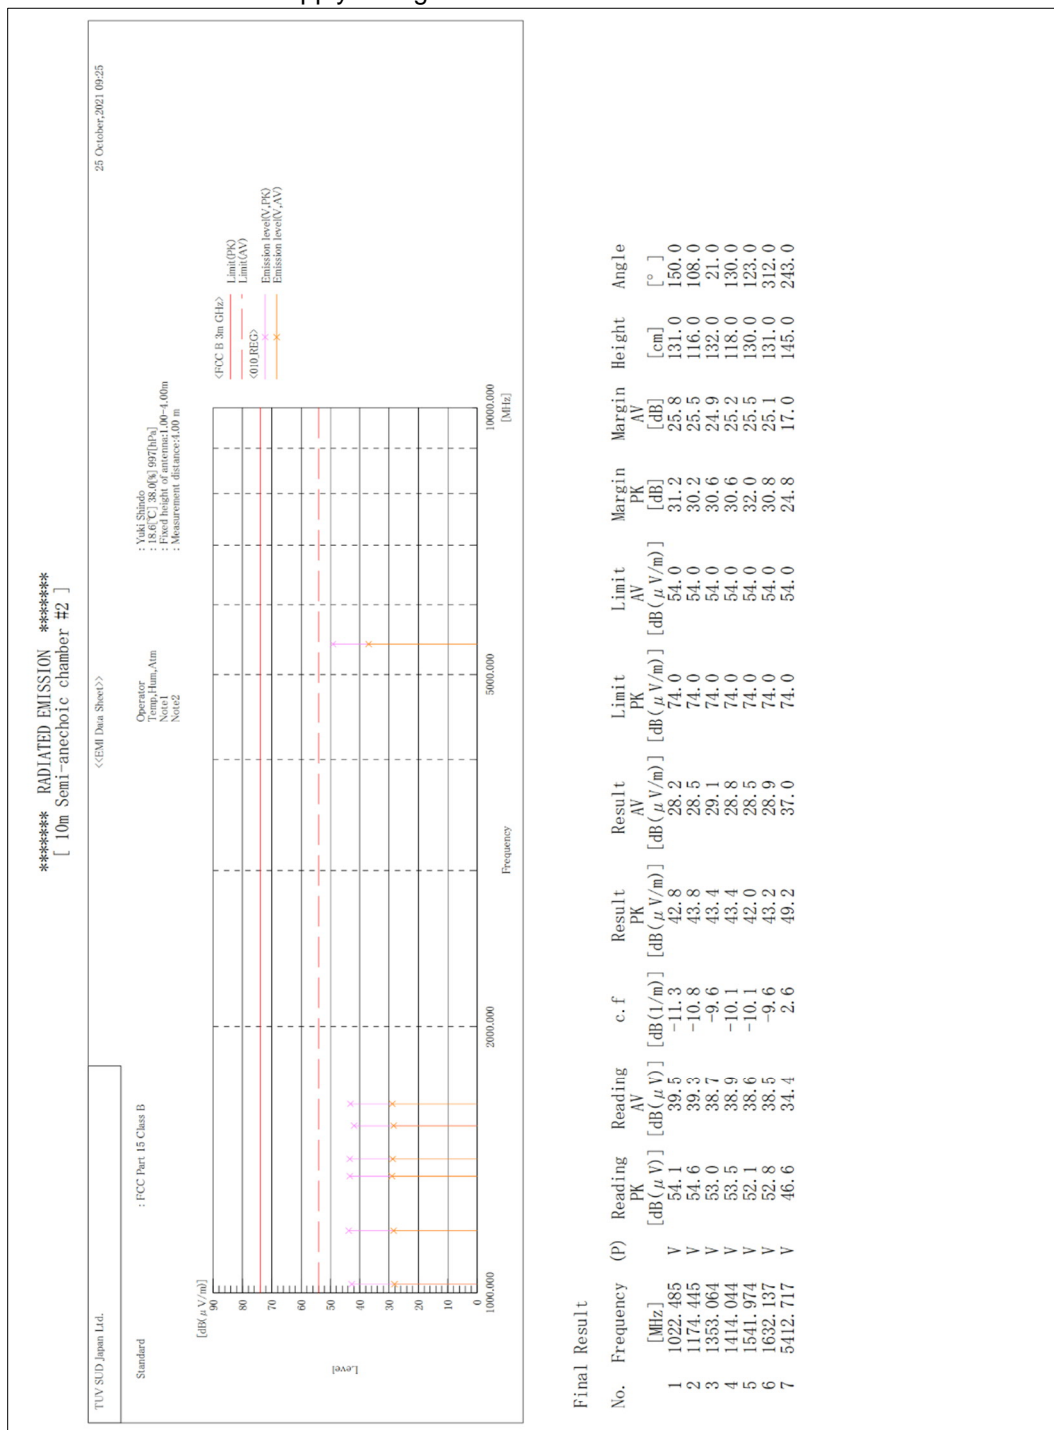 ******* RADIATED EMISSION *******
[ 10m Semi-anechoic chamber #2 ]
TUV SUD Japan Ltd.
<<EMI Data Sheet>>
25 October,2021 09:25
Standard : FCC Part 15 Class B
Operator : Yuki Shindo
Temp,Hum,Atm : 18.6[℃] 38.0[%] 997[hPa]
Note1 : Fixed height of antenna:1.00-4.00m
Note2 : Measurement distance:4.00 m
<FCC B 3m GHz>
Limit(PK)
Limit(AV)
<010_REG>
Emission level(V,PK)
Emission level(V,AV)
[dB(μV/m)]
90
80
70
60
50
40
30
20
10
0
Level
1000.000 2000.000 5000.000 10000.000
Frequency [MHz]
Final Result
No. Frequency (P) Reading Reading c.f Result Result Limit Limit Margin Margin Height Angle
PK AV PK AV PK AV PK AV
[MHz] [dB(μV)] [dB(μV)] [dB(1/m)] [dB(μV/m)] [dB(μV/m)] [dB(μV/m)] [dB(μV/m)] [dB] [dB] [cm] [°]
1 1022.485 V 54.1 39.5 -11.3 42.8 28.2 74.0 54.0 31.2 25.8 131.0 150.0
2 1174.445 V 54.6 39.3 -10.8 43.8 28.5 74.0 54.0 30.2 25.5 116.0 108.0
3 1353.064 V 53.0 38.7 -9.6 43.4 29.1 74.0 54.0 30.6 24.9 132.0 21.0
4 1414.044 V 53.5 38.9 -10.1 43.4 28.8 74.0 54.0 30.6 25.2 118.0 130.0
5 1541.974 V 52.1 38.6 -10.1 42.0 28.5 74.0 54.0 32.0 25.5 130.0 123.0
6 1632.137 V 52.8 38.5 -9.6 43.2 28.9 74.0 54.0 30.8 25.1 131.0 312.0
7 5412.717 V 46.6 34.4 2.6 49.2 37.0 74.0 54.0 24.8 17.0 145.0 243.0